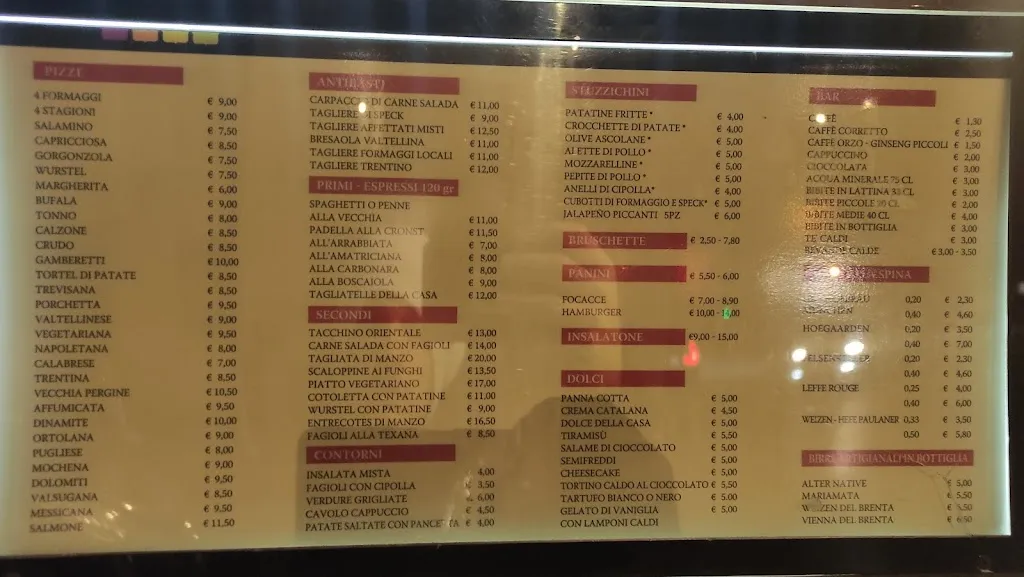 PIZZE
4 FORMAGGI € 9,00
4 STAGIONI € 9,00
SALAMINO € 7,50
CAPRICCIOSA € 8,50
GORGONZOLA € 7,50
WURSTEL € 7,50
MARGHERITA € 6,00
BUFALA € 9,00
TONNO € 8,00
CALZONE € 8,50
CRUDO € 8,50
GAMBERETTI € 10,00
TORTEL DI PATATE € 8,50
TREVISANA € 8,50
PORCHETTA € 9,50
VALTELLINESE € 9,00
VEGETARIANA € 9,50
NAPOLETANA € 8,00
CALABRESE € 7,00
TRENTINA € 8,50
VECCHIA PERGINE € 10,50
AFFUMICATA € 9,50
DINAMITE € 10,00
ORTOLANA € 9,00
PUGLIESE € 8,00
MOCHENA € 9,00
DOLOMITI € 9,50
VALSUGANA € 8,50
MESSICANA € 9,50
SALMONE € 11,50
ANTIPASTI
CARPACCIO DI CARNE SALADA € 11,00
TAGLIERE DI SPECK € 9,00
TAGLIERE AFFETTATI MISTI € 12,50
BRESAOLA VALTELLINA € 11,00
TAGLIERE FORMAGGI LOCALI € 11,00
TAGLIERE TRENTINO € 12,00
PRIMI - ESPRESSI 120 gr
SPAGHETTI O PENNE
ALLA VECCHIA € 11,00
PADELLA ALLA CRONST € 11,50
ALL'ARRABBIATA € 7,00
ALL'AMATRICIANA € 8,00
ALLA CARBONARA € 8,00
ALLA BOSCAJOLA € 9,00
TAGLIATELLE DELLA CASA € 12,00
SECONDI
TACCHINO ORIENTALE € 13,00
CARNE SALADA CON FAGIOLI € 14,00
TAGLIATA DI MANZO € 20,00
SCALOPPINE AI FUNGHI € 13,50
PIATTO VEGETARIANO € 17,00
COTOLETTA CON PATATINE € 11,00
WURSTEL CON PATATINE € 9,00
ENTRECOTES DI MANZO € 16,50
FAGIOLI ALLA TEXANA € 8,50
CONTORNI
INSALATA MISTA 4,00
FAGIOLI CON CIPOLLA € 3,50
VERDURE GRIGLIATE € 6,00
CAVOLO CAPPUCCIO € 4,50
PATATE SALTATE CON PANCETTA € 4,00
STUZZICHINI
PATATINE FRITTE * € 4,00
CROCCHETTE DI PATATE * € 4,00
OLIVE ASCOLANE * € 5,00
ALETTE DI POLLO * € 5,00
MOZZARELLINE * € 5,00
PEPITE DI POLLO * € 5,00
ANELLI DI CIPOLLA* € 4,00
CUBOTTI DI FORMAGGIO E SPECK* € 5,00
JALAPEÑO PICCANTI 5PZ € 6,00
BRUSCHETTE € 2,50 - 7,80
PANINI € 5,50 - 6,00
FOCACCE € 7,00 - 8,90
HAMBURGER € 10,00 - 14,00
INSALATONE €9,00 - 15,00
DOLCI
PANNA COTTA € 5,00
CREMA CATALANA € 4,50
DOLCE DELLA CASA € 5,00
TIRAMISÙ € 5,50
SALAME DI CIOCCOLATO € 5,00
SEMIFREDDI € 5,00
CHEESECAKE € 5,00
TORTINO CALDO AL CIOCCOLATO € 5,50
TARTUFO BIANCO O NERO € 5,00
GELATO DI VANIGLIA € 5,00
CON LAMPONI CALDI
BAR
CAFFÈ € 1,30
CAFFÈ CORRETTO € 2,50
CAFFÈ ORZO - GINSENG PICCOLI € 1,50
CAPPUCCINO € 2,00
CIOCCOLATA € 3,00
ACQUA MINERALE 75 CL € 3,00
BIBITE IN LATTINA 33 CL € 3,00
BIBITE PICCOLE 20 CL € 2,00
BIBITE MEDIE 40 CL € 4,00
BIBITE IN BOTTIGLIA € 3,00
TE CALDI € 3,00
BEVANDE CALDE € 3,00 - 3,50
SPINA
0,20 € 2,30
0,40 € 4,60
HOEGAARDEN 0,20 € 3,50
0,40 € 7,00
0,20 € 2,30
0,40 € 4,60
LEFFE ROUGE 0,25 € 4,00
0,40 € 6,00
WEIZEN - HEFE PAULANER 0,33 € 3,50
0,50 € 5,80
BIRRE ARTIGIANALI IN BOTTIGLIA
ALTER NATIVE € 5,00
MARIAMATA € 5,50
WEIZEN DEL BRENTA € 5,50
VIENNA DEL BRENTA € 6,50